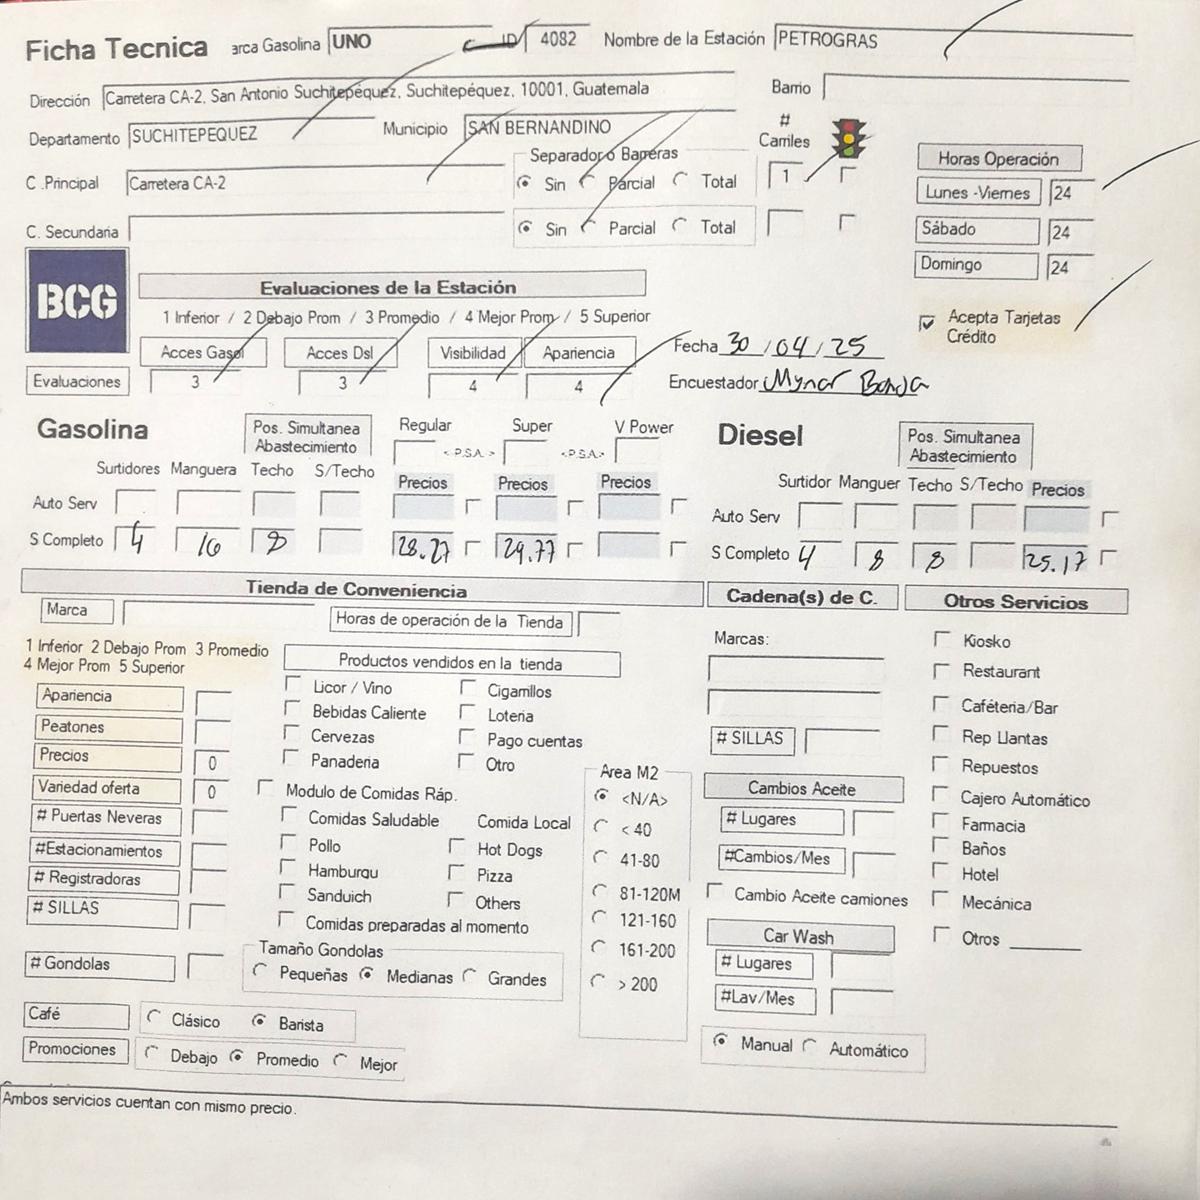 Ficha Tecnica arca Gasolina UNO ID 4082 Nombre de la Estación PETROGRAS
Dirección Carretera CA-2, San Antonio Suchitepéquez, Suchitepéquez, 10001, Guatemala Barrio
Departamento SUCHITEPEQUEZ Municipio SAN BERNANDINO # Carriles
Separador o Barreras
C .Principal Carretera CA-2 Sin Parcial Total 1
C. Secundaria Sin Parcial Total
Horas Operación
Lunes -Viernes 24
Sábado 24
Domingo 24
BCG
Evaluaciones de la Estación
1 Inferior / 2 Debajo Prom / 3 Promedio / 4 Mejor Prom / 5 Superior
Acepta Tarjetas
Crédito
Acces Gasol Acces Dsl Visibilidad Apariencia
Evaluaciones 3 3 4 4
Fecha 30/04/25
Encuestador Mynor
Gasolina
Pos. Simultanea
Abastecimiento
Regular Super V Power
< P.S.A. > <.P.S.A.>
Surtidores Manguera Techo S/Techo Precios Precios Precios
Auto Serv
S Completo 4 16 8 28.27 29.77
Diesel
Pos. Simultanea
Abastecimiento
Surtidor Manguer Techo S/Techo Precios
Auto Serv
S Completo 4 8 8 25.17
Tienda de Conveniencia
Marca Horas de operación de la Tienda
1 Inferior 2 Debajo Prom 3 Promedio
4 Mejor Prom 5 Superior
Apariencia
Peatones
Precios 0
Variedad oferta 0
# Puertas Neveras
#Estacionamientos
# Registradoras
# SILLAS
# Gondolas
Productos vendidos en la tienda
Licor / Vino Cigarrillos
Bebidas Caliente Loteria
Cervezas Pago cuentas
Panaderia Otro
Modulo de Comidas Ráp.
Comidas Saludable Comida Local
Pollo Hot Dogs
Hamburgu Pizza
Sanduich Others
Comidas preparadas al momento
Tamaño Gondolas
Pequeñas Medianas Grandes
Area M2
<N/A>
< 40
41-80
81-120M
121-160
161-200
> 200
Café Clásico Barista
Promociones Debajo Promedio Mejor
Cadena(s) de C.
Marcas:
# SILLAS
Cambios Aceite
# Lugares
#Cambios/Mes
Cambio Aceite camiones
Car Wash
# Lugares
#Lav/Mes
Manual Automático
Otros Servicios
Kiosko
Restaurant
Caféteria/Bar
Rep Llantas
Repuestos
Cajero Automático
Farmacia
Baños
Hotel
Mecánica
Otros
Ambos servicios cuentan con mismo precio.